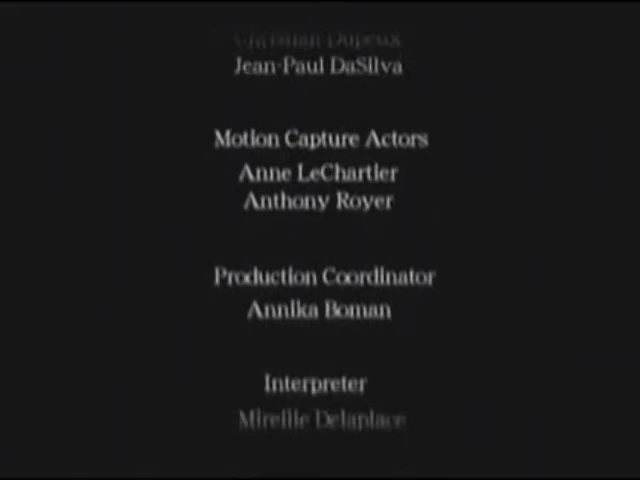 Jean-Paul DaSilva
Motion Capture Actors
Anne LeChartier
Anthony Royer
Production Coordinator
Annika Boman
Interpreter
Mireille Delaplace